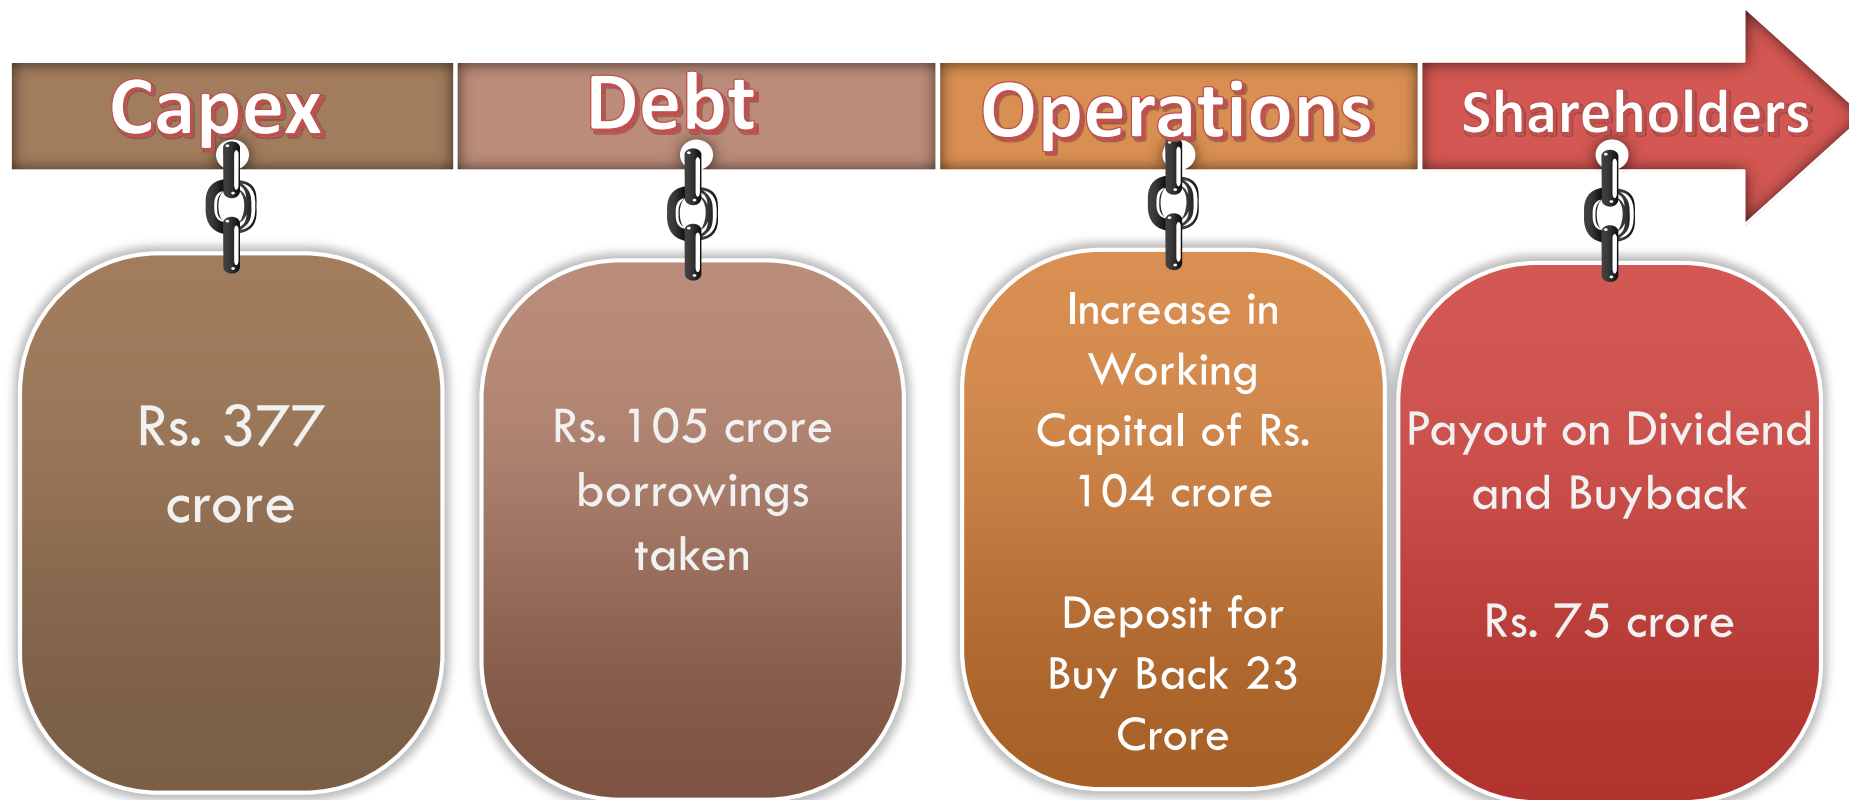 Capex
Debt
Operations
Shareholders
Rs. 377
crore
Rs. 105 crore
borrowings
taken
Increase in
Working
Capital of Rs.
104 crore
Deposit for
Buy Back 23
Crore
Payout on Dividend
and Buyback
Rs. 75 crore